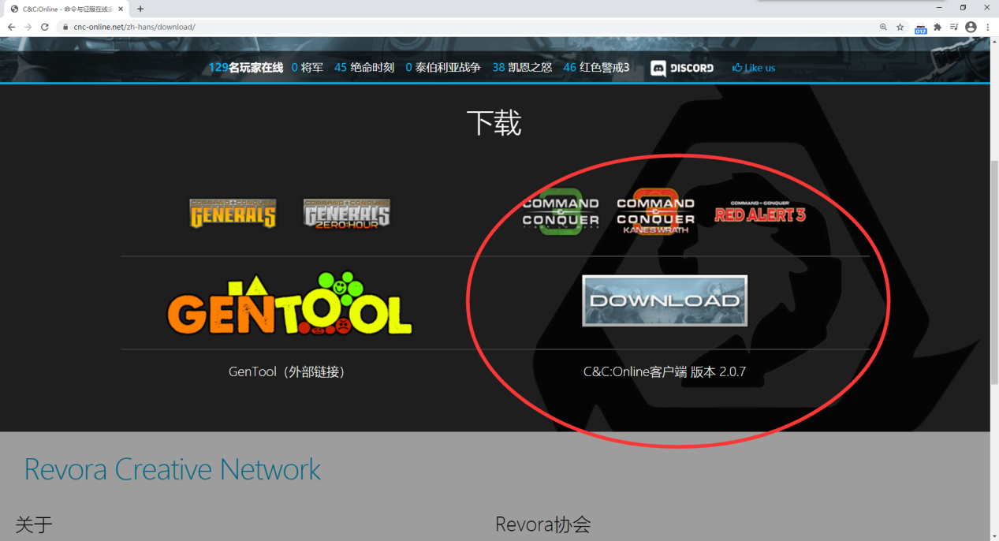 C&C:Online - 命令与征服在线
cnc-online.net/zh-hans/download/
012
129名玩家在线 0 将军 45 绝命时刻 0 泰伯利亚战争 38 凯恩之怒 46 红色警戒3 DISCORD Like us
下载
COMMAND & CONQUER GENERALS
COMMAND & CONQUER GENERALS ZERO:HOUR
COMMAND & CONQUER 3
COMMAND & CONQUER 3 KANE'S WRATH
COMMAND & CONQUER RED ALERT 3
GENTOOL
DOWNLOAD
GenTool（外部链接）
C&C:Online客户端 版本 2.0.7
Revora Creative Network
关于
Revora协会